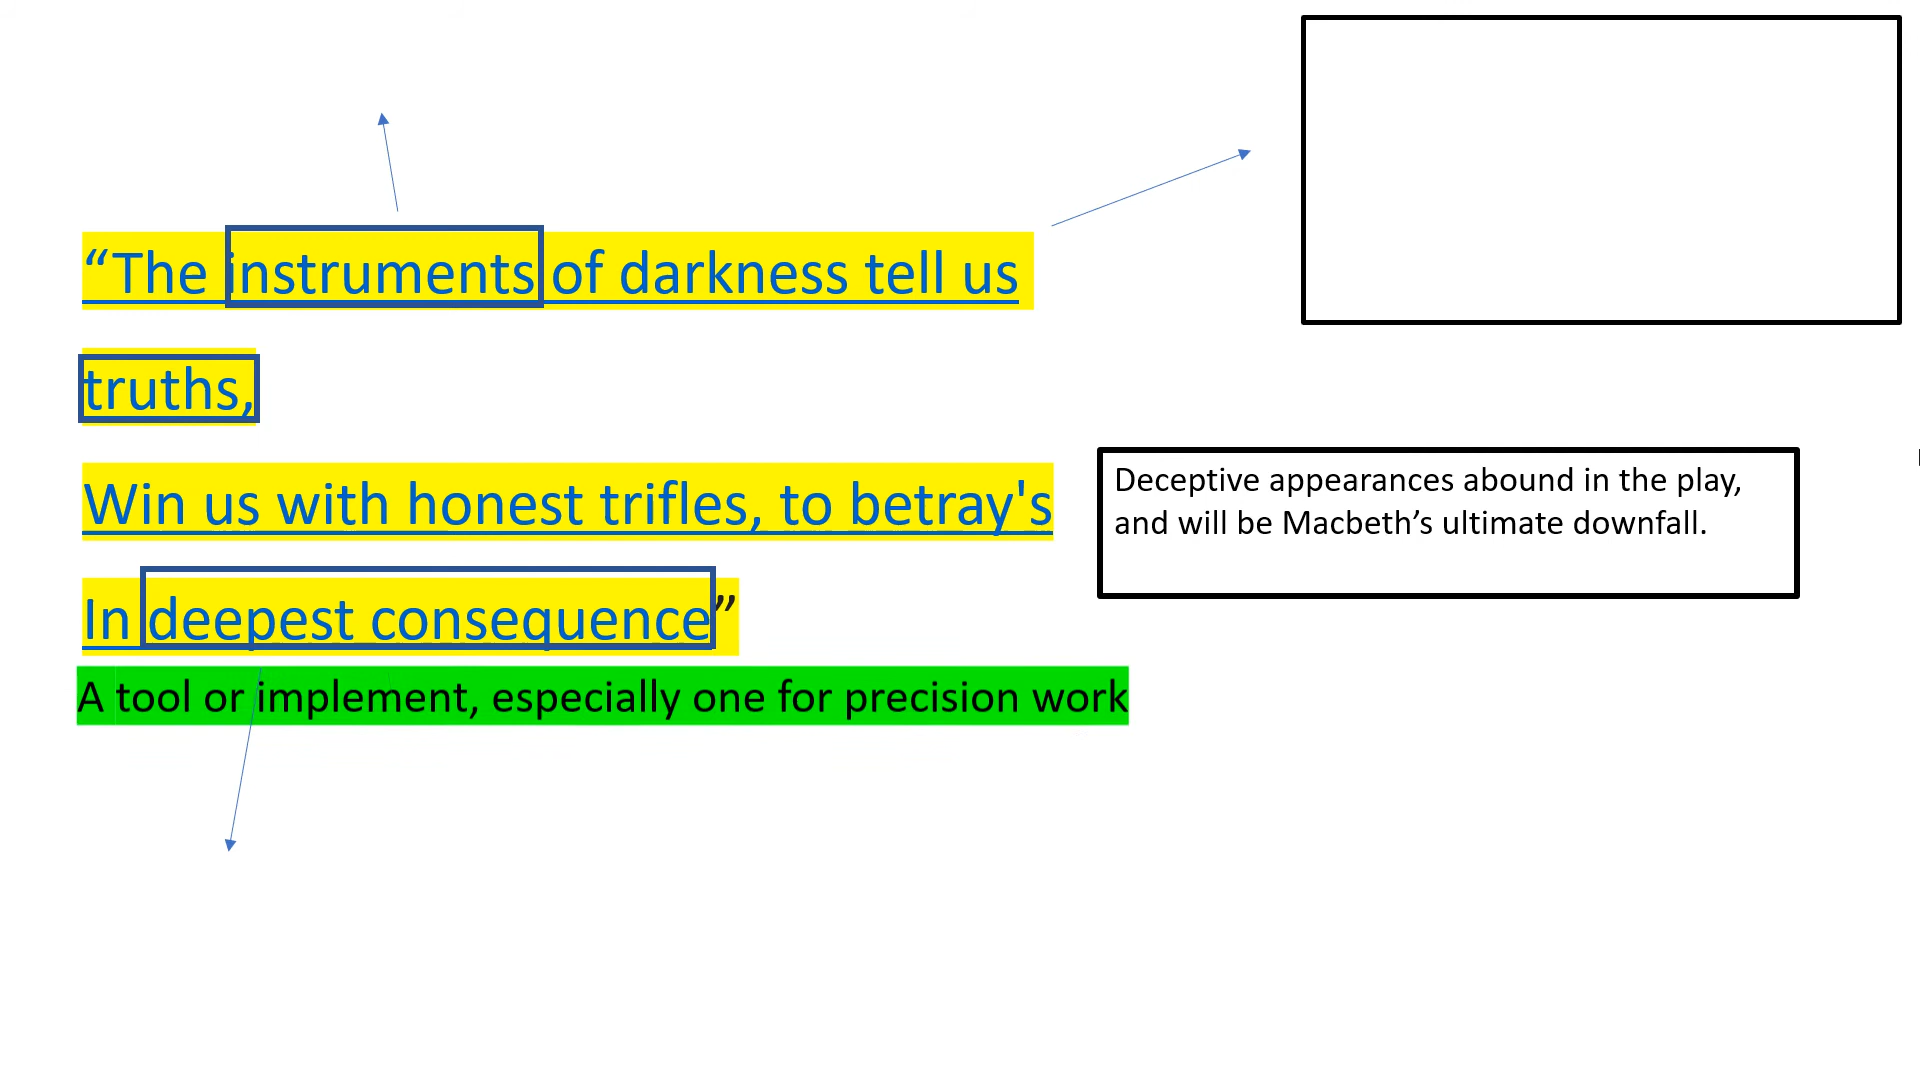 “The instruments of darkness tell us
truths,
Win us with honest trifles, to betray's
In deepest consequence”
Deceptive appearances abound in the play,
and will be Macbeth’s ultimate downfall.
A tool or implement, especially one for precision work